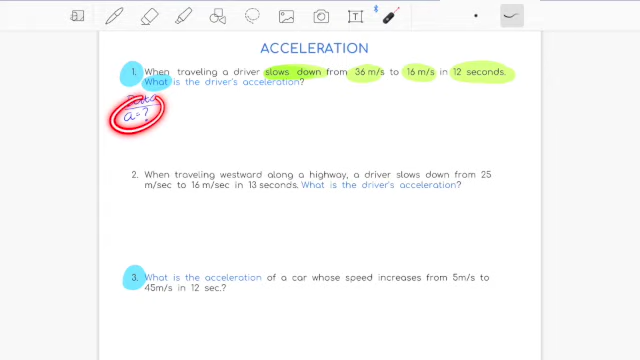 ACCELERATION
1. When traveling a driver slows down from 36 m/s to 16 m/s in 12 seconds.
What is the driver's acceleration?
a = ?
2. When traveling westward along a highway, a driver slows down from 25
m/sec to 16 m/sec in 13 seconds. What is the driver's acceleration?
3. What is the acceleration of a car whose speed increases from 5m/s to
45m/s in 12 sec.?